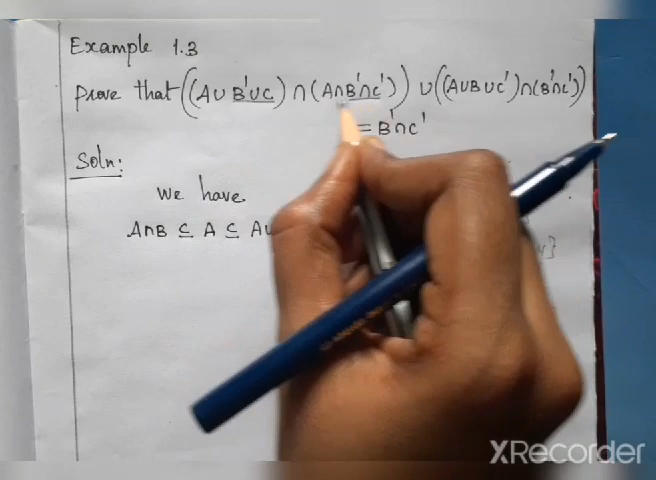 Example 1.3
Prove that ((A∪B'∪C)∩(A∩B'∩C'))∪((A∪B∪C')∩(B'∩C'))
= B'∩C'
Soln:
we have
A∩B ⊆ A ⊆ A∪
XRecorder